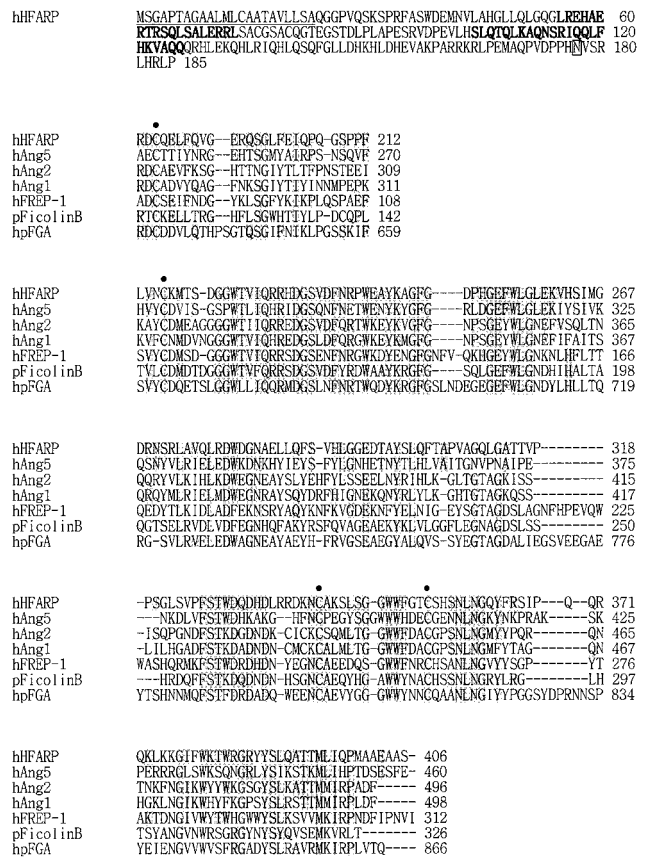 hHFARP MSGAPTAGAALMLCAATAVLLSAQGGPVQSKSPRFASWDEMNVLAHGLLQLGQGLREHAE 60
RTRSQLSALERRLSACGSACQGTEGSTDLPLAPESRVDPEVLHSLQTQLKAQNSRIQQLF 120
HKVAQQQRHLEKQHLRIQHLQSQFGLLDHKHLDHEVAKPARRKRLPEMAQPVDPPHNVSR 180
LHRLP 185
hHFARP RDCQELFQVG--ERQSGLFEIQPQ-GSPPF 212
hAng5 AECTTIYNRG--EHTSGMYAIRPS-NSQVF 270
hAng2 RDCAEVFKSG--HTTNGIYTLTFPNSTEEI 309
hAng1 RDCADVYQAG--FNKSGIYTIYINNMPEPK 311
hFREP-1 ADCSEIFNDG--YKLSGFYKIKPLQSPAEF 108
pFicolinB RTCKELLTRG--HFLSGWHTIYLP-DCQPL 142
hpFGA RDCDDVLQTHPSGTQSGIFNIKLPGSSKIF 659
hHFARP LVNCKMTS-DGGWTVIQRRHDGSVDFNRPWEAYKAGFG----DPHGEFWLGLEKVHSIMG 267
hAng5 HVYCDVIS-GSPWTLIQHRIDGSQNFNETWENYKYGFG----RLDGEFWLGLEKIYSIVK 325
hAng2 KAYCDMEAGGGGWTIIQRREDGSVDFQRTWKEYKVGFG----NPSGEYWLGNEFVSQLTN 365
hAng1 KVFCNMDVNGGGWTVIQHREDGSLDFQRGWKEYKMGFG----NPSGEYWLGNEFIFAITS 367
hFREP-1 SVYCDMSD-GGGWTVIQRRSDGSENFNRGWKDYENGFGNFV-QKHGEYWLGNKNLHFLTT 166
pFicolinB TVLCDMDTDGGGWTVFQRRSDGSVDFYRDWAAYKRGFG----SQLGEFWLGNDHIHALTA 198
hpFGA SVYCDQETSLGGWLLIQQRMDGSLNFNRTWQDYKRGFGSLNDEGEGEFWLGNDYLHLLTQ 719
hHFARP DRNSRLAVQLRDWDGNAELLQFS-VHLGGEDTAYSLQFTAPVAGQLGATTVP-------- 318
hAng5 QSNYVLRIELEDWKDNKHYIEYS-FYLGNHETNYTLHLVAITGNVPNAIPE--------- 375
hAng2 QQRYVLKIHLKDWEGNEAYSLYEHFYLSSEELNYRIHLK-GLTGTAGKISS--------- 415
hAng1 QRQYMLRIELMDWEGNRAYSQYDRFHIGNEKQNYRLYLK-GHTGTAGKQSS--------- 417
hFREP-1 QEDYTLKIDLADFEKNSRYAQYKNFKVGDEKNFYELNIG-EYSGTAGDSLAGNFHPEVQW 225
pFicolinB QGTSELRVDLVDFEGNHQFAKYRSFQVAGEAEKYKLVLGGFLEGNAGDSLSS-------- 250
hpFGA RG-SVLRVELEDWAGNEAYAEYH-FRVGSEAEGYALQVS-SYEGTAGDALIEGSVEEGAE 776
hHFARP -PSGLSVPFSTWDQDHDLRRDKNCAKSLSG-GWWFGTCSHSNLNGQYFRSIP--Q--QR 371
hAng5 ---NKDLVFSTWDHKAKG-HFNCPEGYSGGWWWHDECGENNLNGKYNKPRAK----SK 425
hAng2 -ISQPGNDFSTKDGDNDK-CICKCSQMLTG-GWWFDACGPSNLNGMYYPQR----QN 465
hAng1 -LILHGADFSTKDADNDN-CMCKCALMLTG-GWWFDACGPSNLNGMFYTAG----QN 467
hFREP-1 WASHQRMKFSTWDRDHDN-YEGNCAEEDQS-GWWFNRCHSANLNGVYYSGP----YT 276
pFicolinB ---HRDQFFSTKDQDNDN-HSGNCAEQYHG-AWWYNACHSSNLNGRYLRG----LH 297
hpFGA YTSHNNMQFSTFDRDADQ-WEENCAEVYGG-GWWYNNCQAANLNGIYYPGGSYDPRNNSP 834
hHFARP QKLKKGIFWKTWRGRYYSLQATTMLIQPMAAEAAS- 406
hAng5 PERRRGLSWKSQNGRLYSIKSTKMLIHPTDSESFE- 460
hAng2 TNKFNGIKWYYWKGSGYSLKATTMMIRPADF---- 496
hAng1 HGKLNGIKWHYFKGPSYSLRSTTMMIRPLDF---- 498
hFREP-1 AKTDNGIVWYTWHGWWYSLKSVVMKIRPNDFIPNVI 312
pFicolinB TSYANGVNWRSGRGYNYSYQVSEMKVRLT---- 326
hpFGA YEIENGVVWVSFRGADYSLRAVRMKIRPLVTQ---- 866